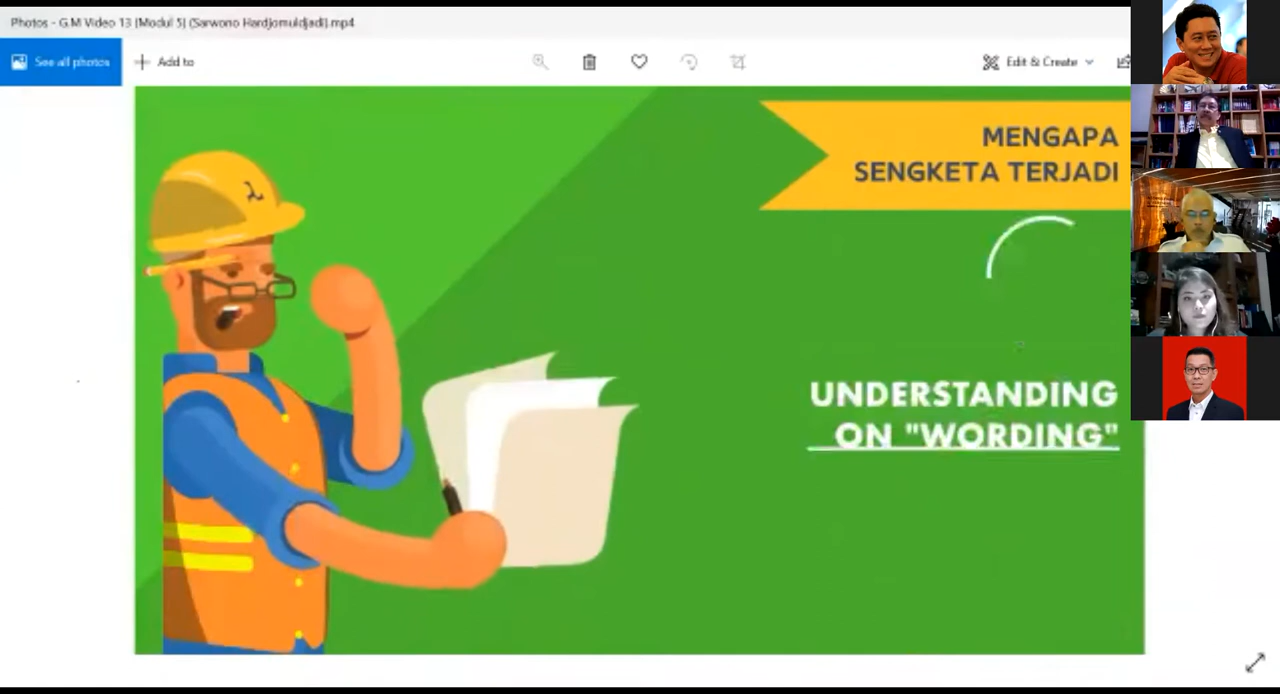 Photos - G.M Video 13 (Modul 5) (Sarwono Hardjomuldjadi).mp4
See all photos
Add to
Edit & Create
MENGAPA
SENGKETA TERJADI
UNDERSTANDING
ON "WORDING"